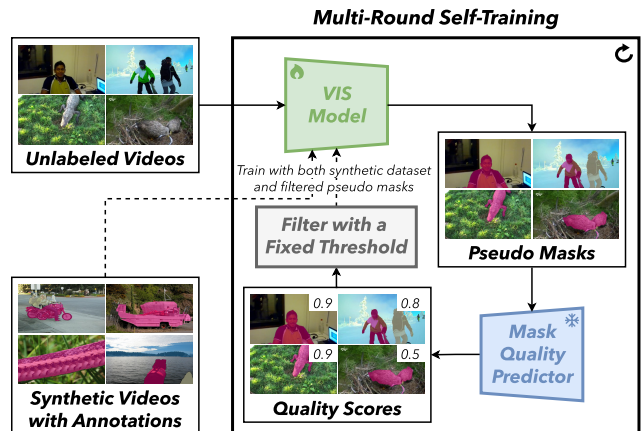 Multi-Round Self-Training
Unlabeled Videos
VIS
Model
Train with both synthetic dataset
and filtered pseudo masks
Filter with a
Fixed Threshold
Pseudo Masks
0.9
0.8
0.9
0.5
Quality Scores
Mask
Quality
Predictor
Synthetic Videos
with Annotations